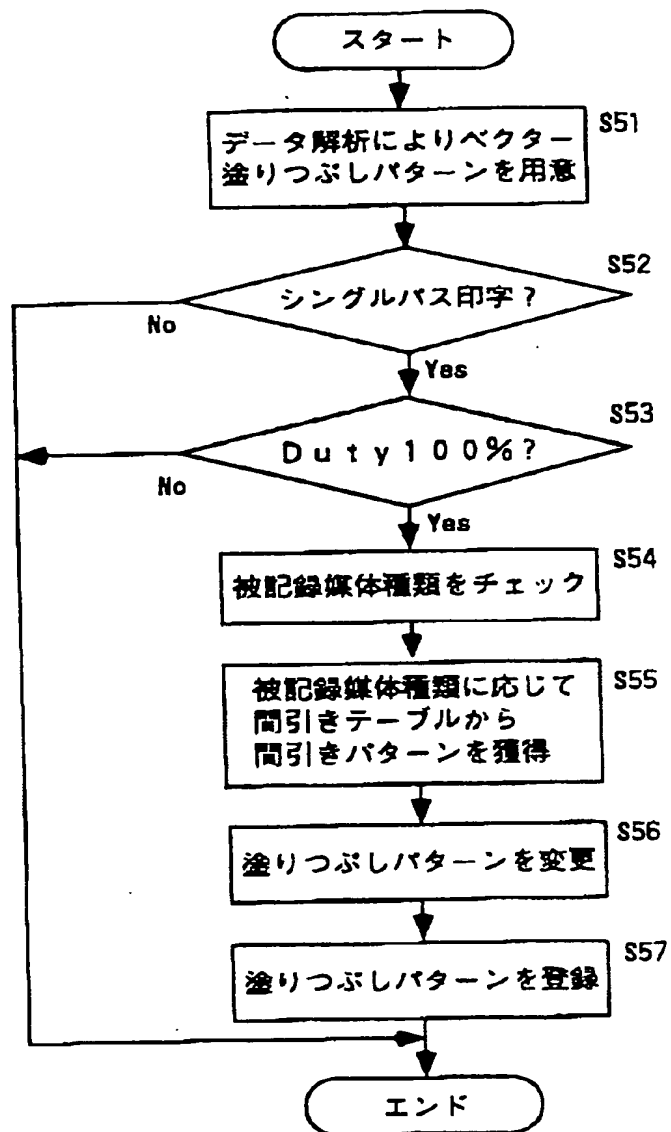 スタート
S51
データ解析によりベクター
塗りつぶしパターンを用意
S52
シングルパス印字？
No
Yes
S53
Duty100%？
No
Yes
S54
被記録媒体種類をチェック
S55
被記録媒体種類に応じて
間引きテーブルから
間引きパターンを獲得
S56
塗りつぶしパターンを変更
S57
塗りつぶしパターンを登録
エンド